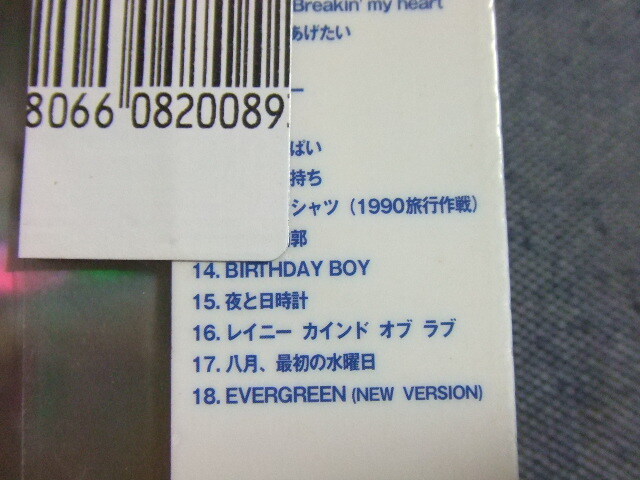 Breakin' my heart
あげたい
ー
8066 0820089
ばい
持ち
シャツ (1990旅行作戦)
郭
14. BIRTHDAY BOY
15. 夜と日時計
16. レイニー カインド オブ ラブ
17. 八月、最初の水曜日
18. EVERGREEN (NEW VERSION)